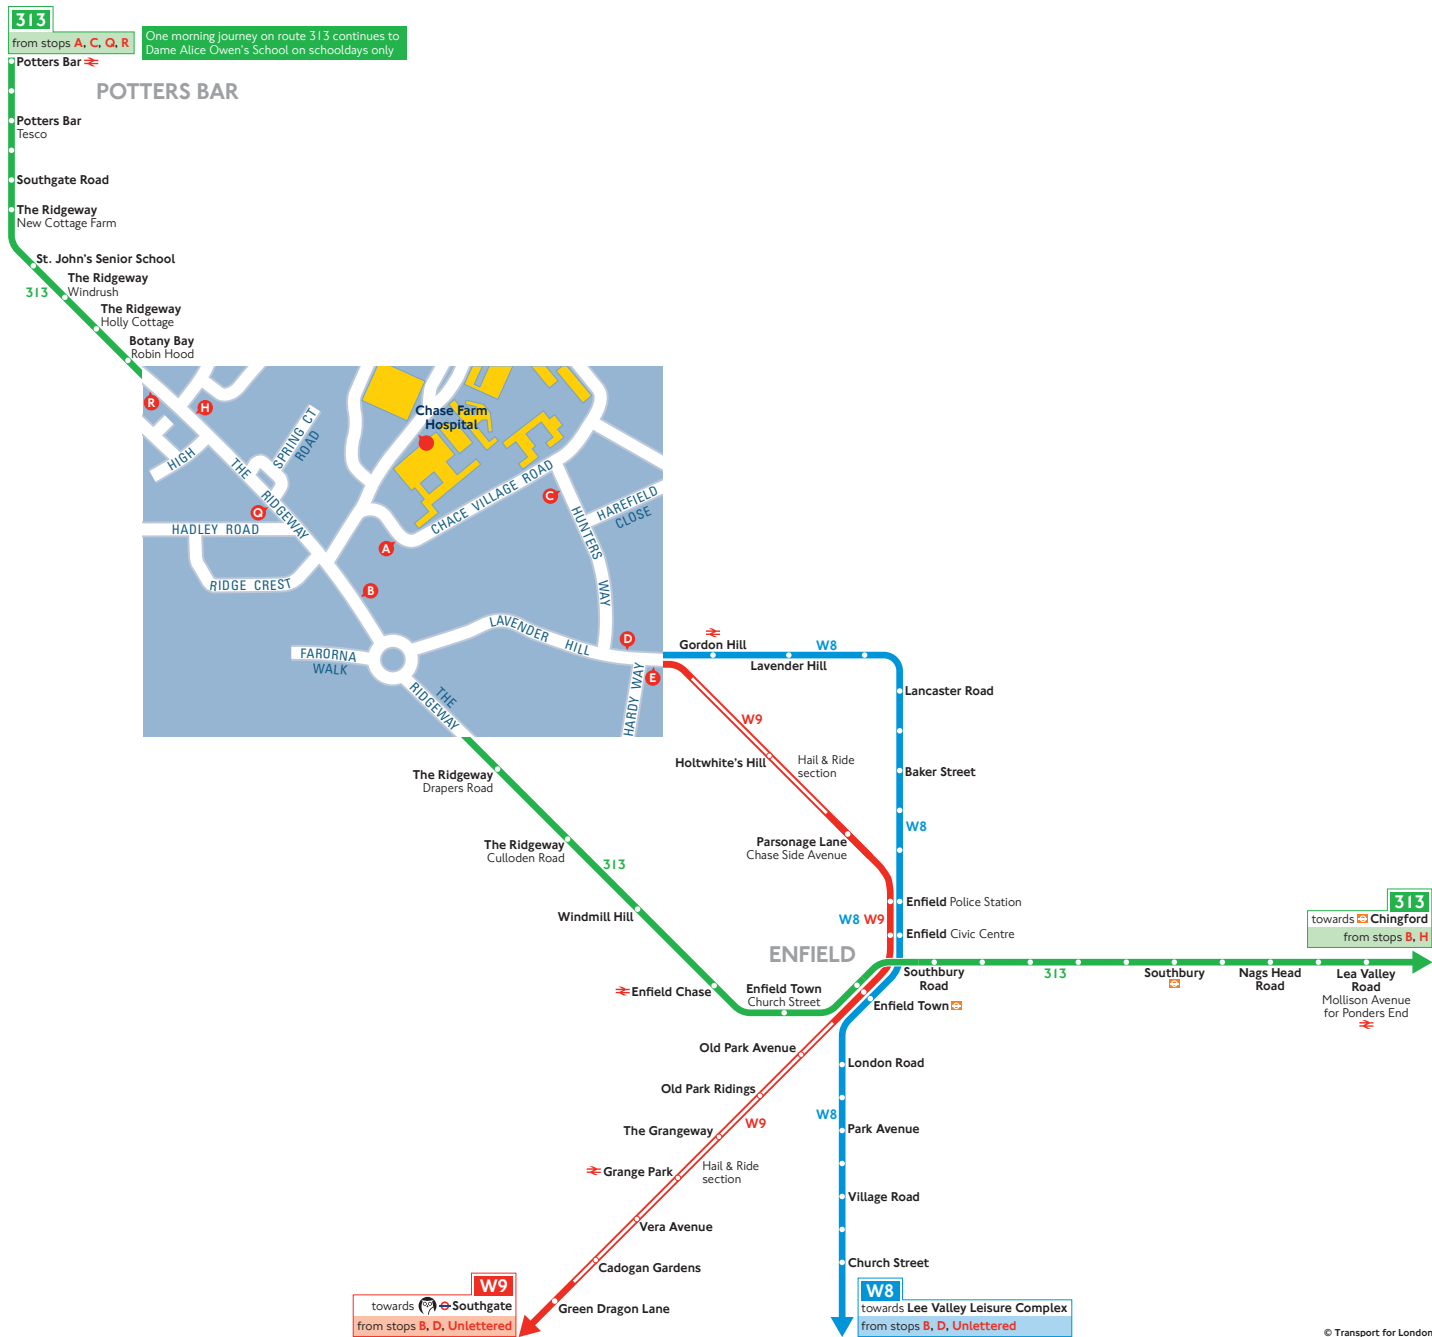 313
from stops A, C, Q, R
One morning journey on route 313 continues to
Dame Alice Owen's School on schooldays only
Potters Bar
POTTERS BAR
Potters Bar
Tesco
Southgate Road
The Ridgeway
New Cottage Farm
St. John's Senior School
The Ridgeway
Windrush
313
The Ridgeway
Holly Cottage
Botany Bay
Robin Hood
R
H
Chase Farm
Hospital
SPRING CT
ROAD
HIGH
THE
RIDGEWAY
Q
HADLEY ROAD
CHACE VILLAGE ROAD
C
HAREFIELD
CLOSE
HUNTERS
WAY
A
RIDGE CREST
B
LAVENDER HILL
D
FARORNA
WALK
E
HARDY WAY
THE
RIDGEWAY
Gordon Hill
W8
Lavender Hill
Lancaster Road
W9
Holtwhite's Hill
Hail & Ride
section
Baker Street
The Ridgeway
Drapers Road
W8
Parsonage Lane
Chase Side Avenue
The Ridgeway
Culloden Road
313
Enfield Police Station
Windmill Hill
W8 W9
Enfield Civic Centre
313
towards Chingford
from stops B, H
ENFIELD
Southbury
Road
313
Southbury
Nags Head
Road
Lea Valley
Road
Mollison Avenue
for Ponders End
Enfield Chase
Enfield Town
Church Street
Enfield Town
Old Park Avenue
London Road
Old Park Ridings
W8
W9
Park Avenue
The Grangeway
Grange Park
Hail & Ride
section
Village Road
Vera Avenue
Cadogan Gardens
Church Street
W9
towards Southgate
from stops B, D, Unlettered
Green Dragon Lane
W8
towards Lee Valley Leisure Complex
from stops B, D, Unlettered
© Transport for London